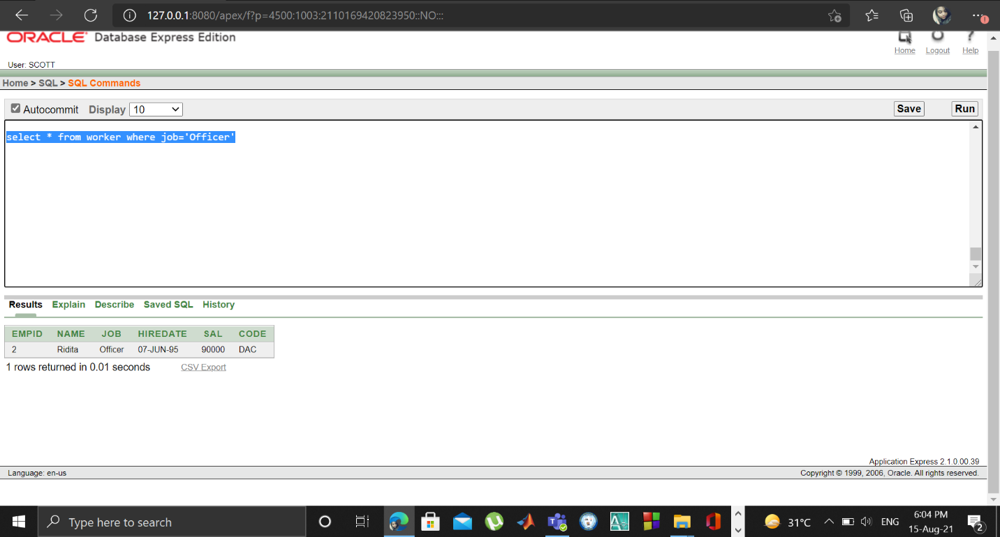 127.0.0.1:8080/apex/f?p=4500:1003:2110169420823950::NO:::
ORACLE Database Express Edition
Home Logout Help
User: SCOTT
Home > SQL > SQL Commands
Autocommit Display 10 Save Run
select * from worker where job='Officer'
Results Explain Describe Saved SQL History
EMPID NAME JOB HIREDATE SAL CODE
2 Ridita Officer 07-JUN-95 90000 DAC
1 rows returned in 0.01 seconds CSV Export
Application Express 2.1.0.00.39
Language: en-us Copyright © 1999, 2006, Oracle. All rights reserved.
Type here to search 31°C ENG 6:04 PM
15-Aug-21 2